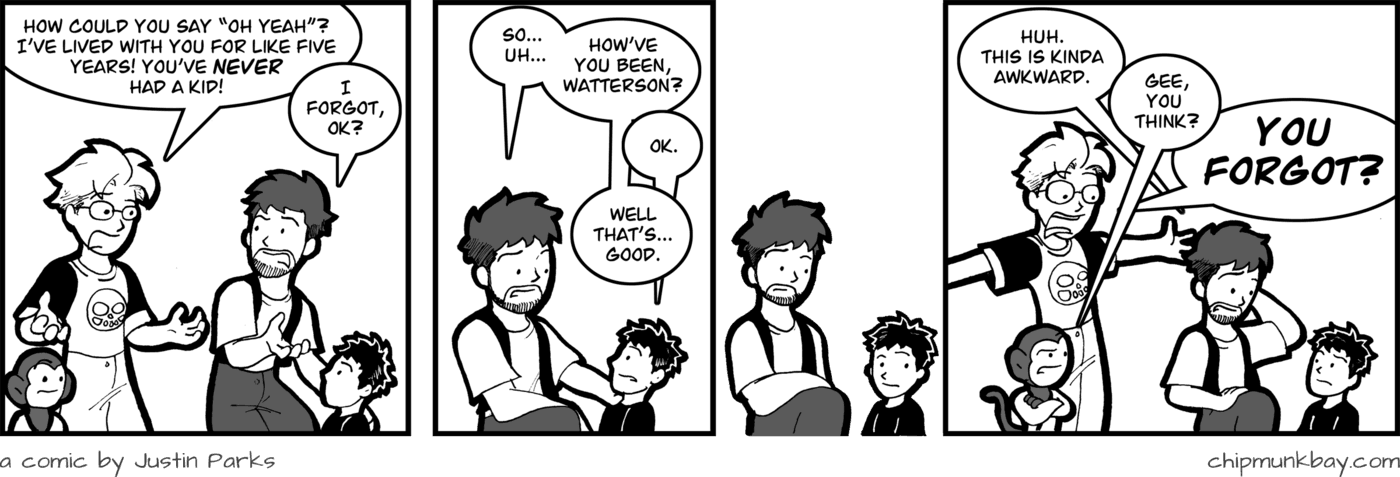 HOW COULD YOU SAY "OH YEAH"?
I'VE LIVED WITH YOU FOR LIKE FIVE
YEARS! YOU'VE NEVER
HAD A KID!
I
FORGOT,
OK?
SO...
UH...
HOW'VE
YOU BEEN,
WATTERSON?
OK.
WELL
THAT'S...
GOOD.
YOU
FORGOT?
HUH.
THIS IS KINDA
AWKWARD.
GEE,
YOU
THINK?
a comic by Justin Parks
chipmunkbay.com